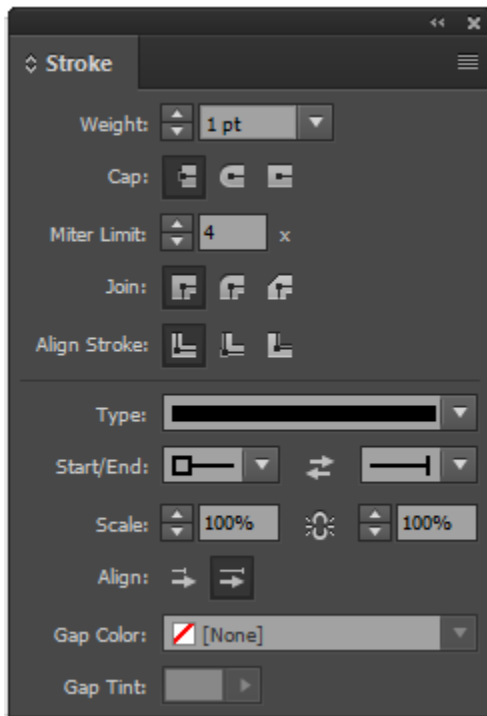 Stroke
Weight: 1 pt
Cap:
Miter Limit: 4 x
Join:
Align Stroke:
Type:
Start/End:
Scale: 100% 100%
Align:
Gap Color: [None]
Gap Tint: